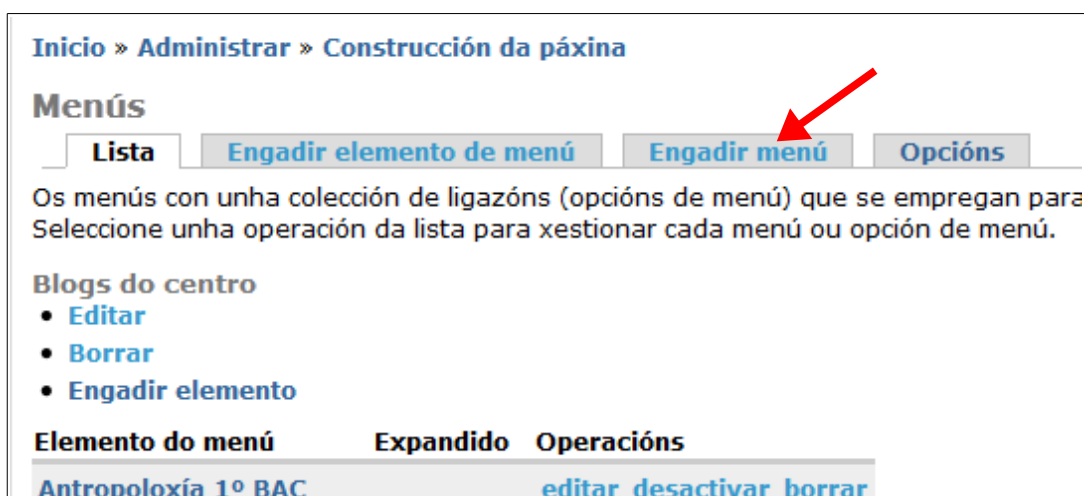 Inicio » Administrar » Construcción da páxina
Menús
Lista Engadir elemento de menú Engadir menú Opcións
Os menús con unha colección de ligazóns (opcións de menú) que se empregan para
Seleccione unha operación da lista para xestionar cada menú ou opción de menú.
Blogs do centro
• Editar
• Borrar
• Engadir elemento
Elemento do menú Expandido Operacións
Antropoloxía 1º BAC editar desactivar borrar